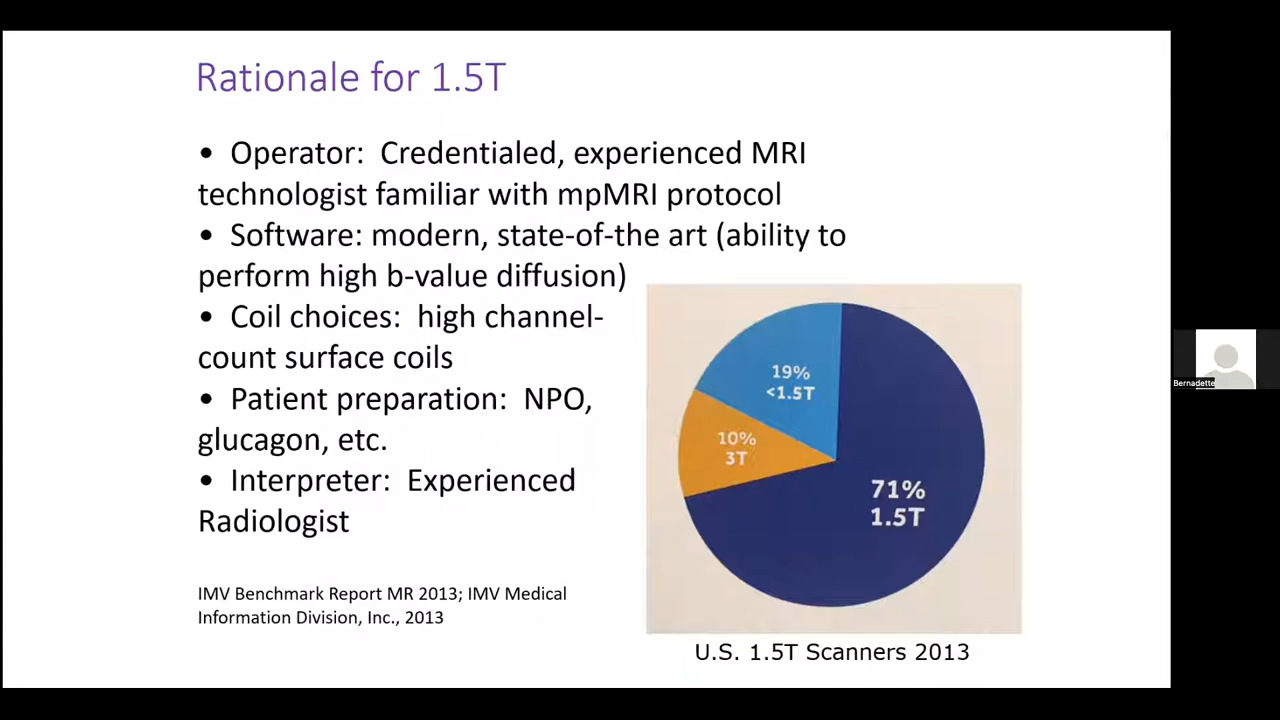 Rationale for 1.5T
• Operator:  Credentialed, experienced MRI
technologist familiar with mpMRI protocol
• Software: modern, state-of-the art (ability to
perform high b-value diffusion)
• Coil choices:  high channel-
count surface coils
• Patient preparation:  NPO,
glucagon, etc.
• Interpreter:  Experienced
Radiologist
19%
<1.5T
10%
3T
71%
1.5T
IMV Benchmark Report MR 2013; IMV Medical
Information Division, Inc., 2013
U.S. 1.5T Scanners 2013
Bernadette